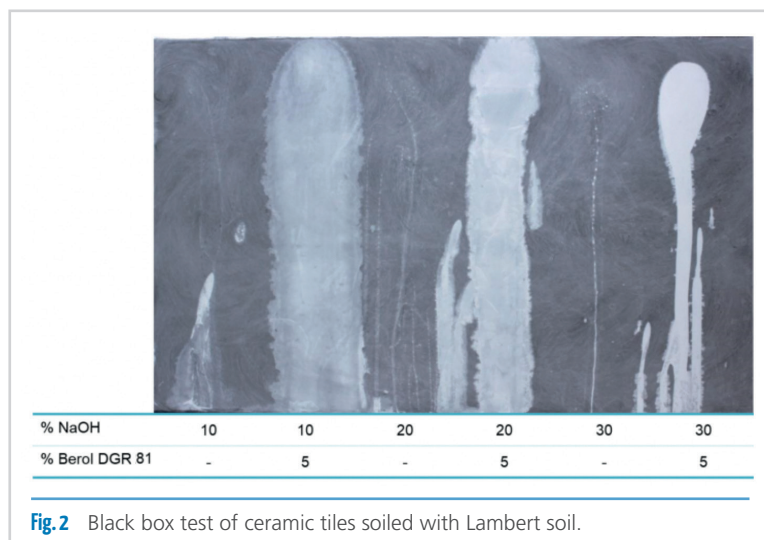 % NaOH 10 10 20 20 30 30
% Berol DGR 81 - 5 - 5 - 5
Fig. 2 Black box test of ceramic tiles soiled with Lambert soil.